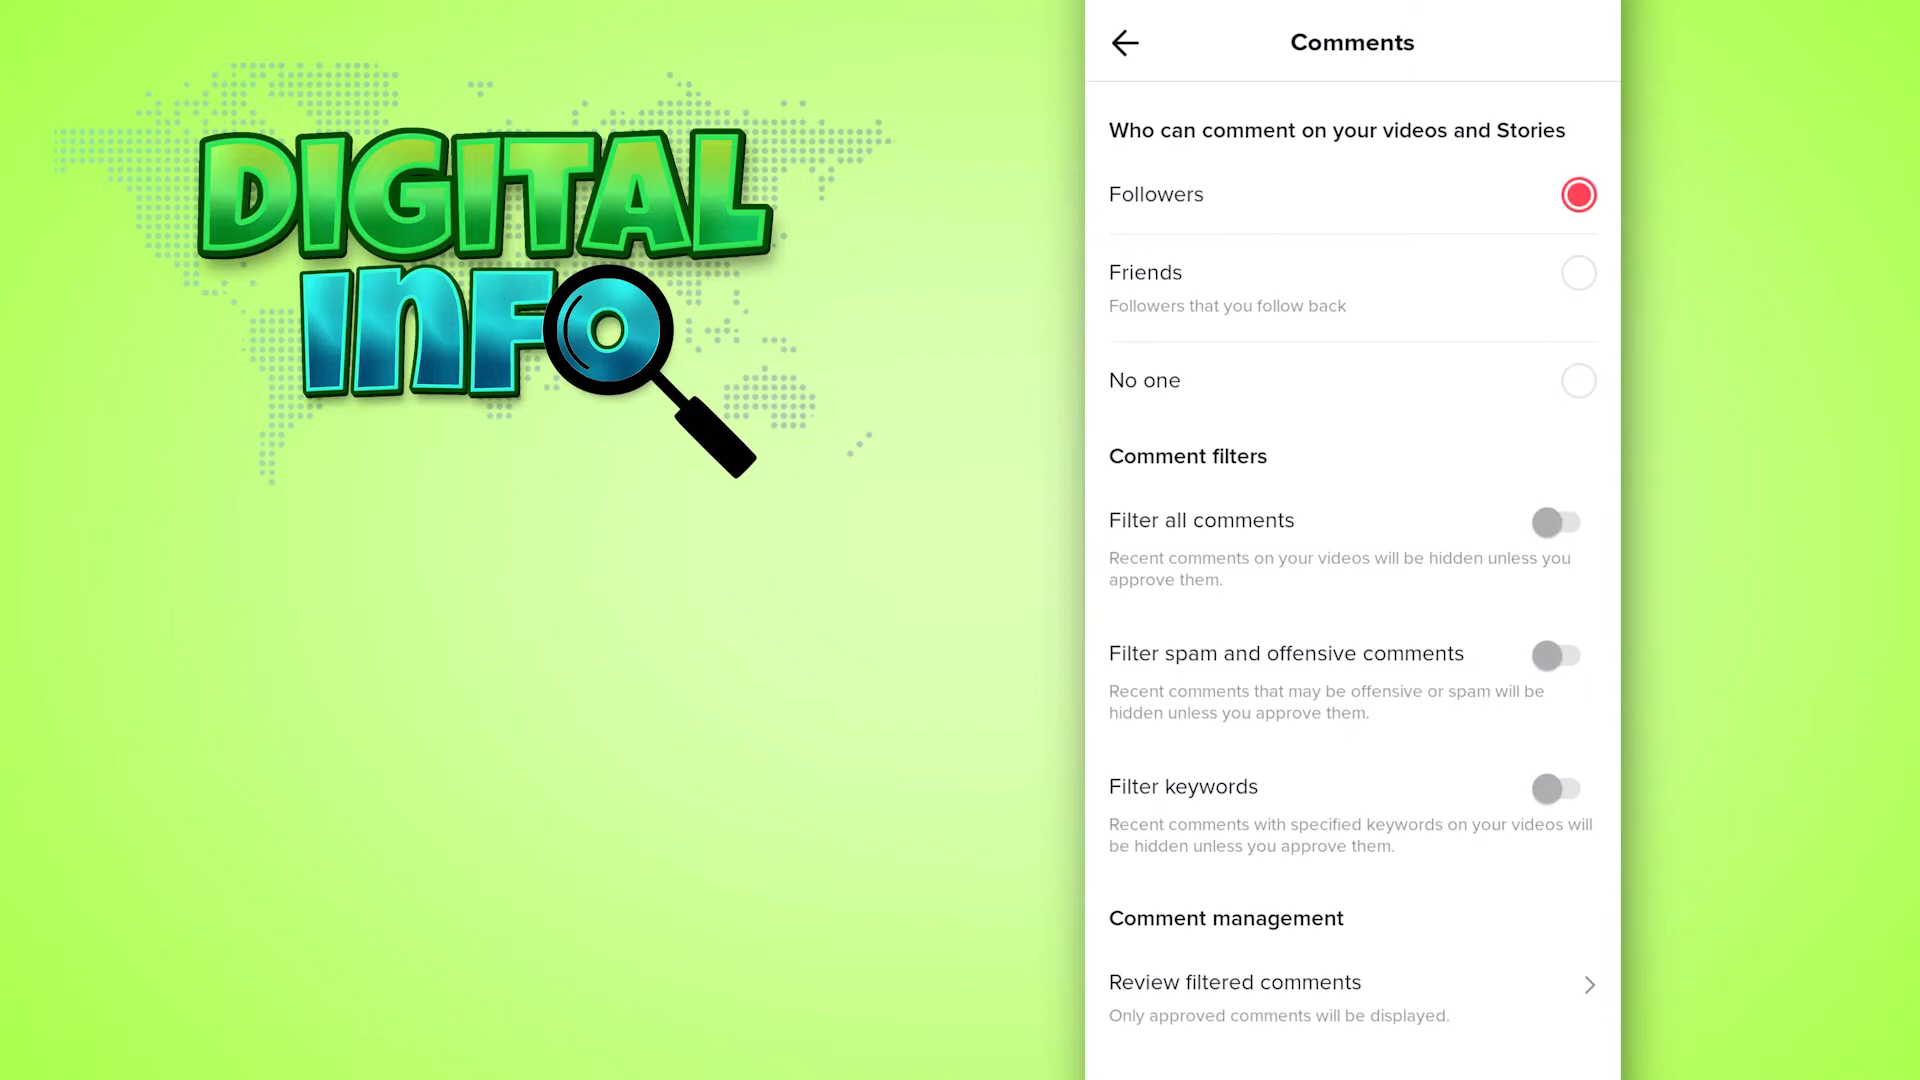 DIGITAL
INFO
Comments
Who can comment on your videos and Stories
Followers
Friends
Followers that you follow back
No one
Comment filters
Filter all comments
Recent comments on your videos will be hidden unless you
approve them.
Filter spam and offensive comments
Recent comments that may be offensive or spam will be
hidden unless you approve them.
Filter keywords
Recent comments with specified keywords on your videos will
be hidden unless you approve them.
Comment management
Review filtered comments
Only approved comments will be displayed.